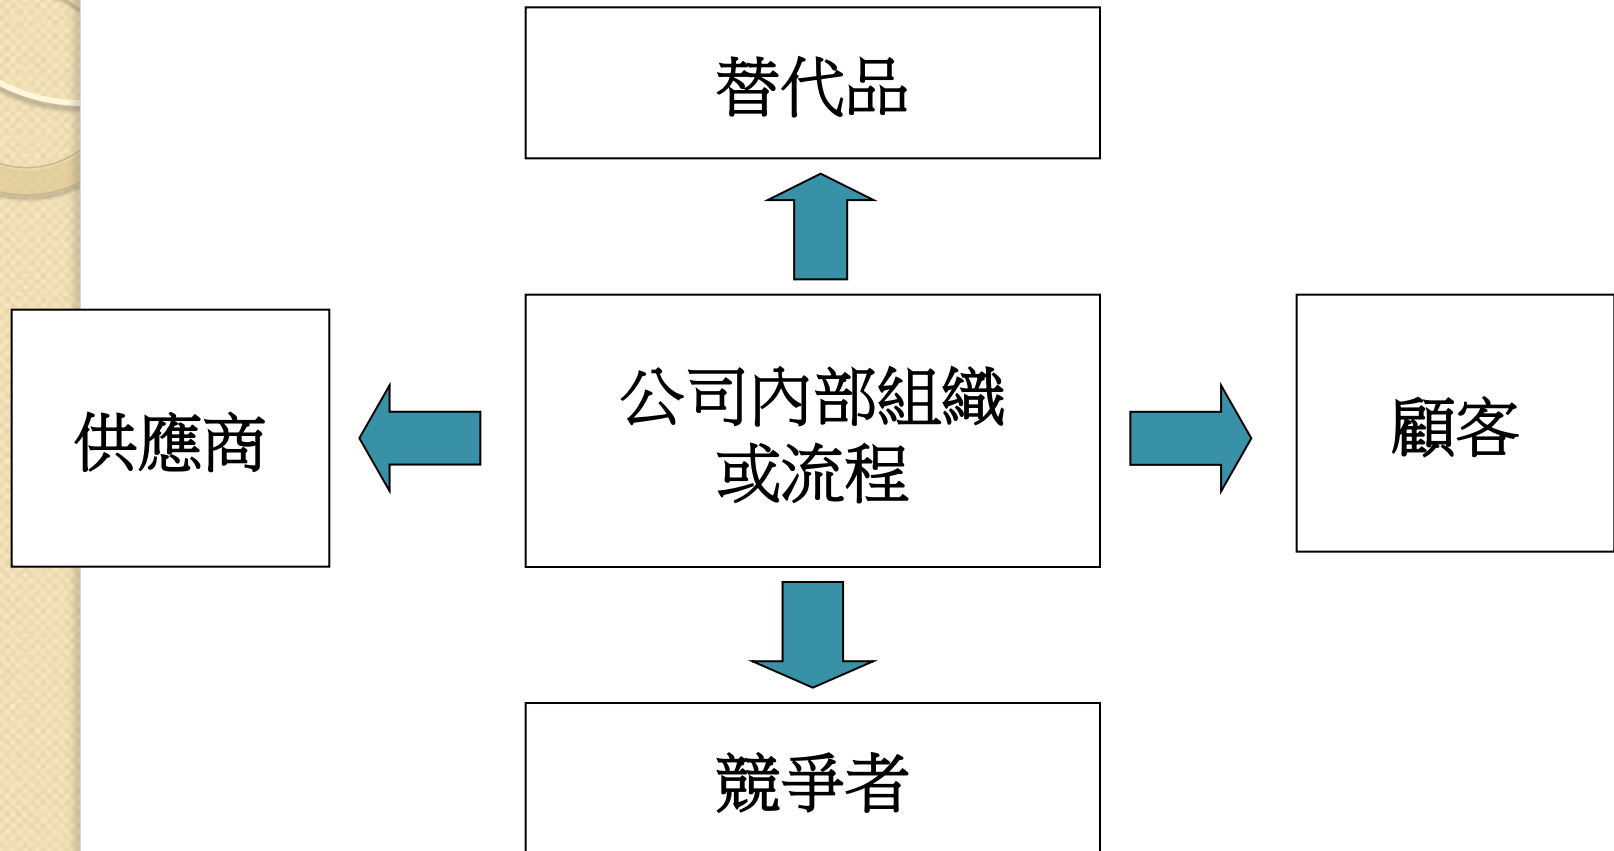 替代品
供應商
公司內部組織
或流程
顧客
競爭者